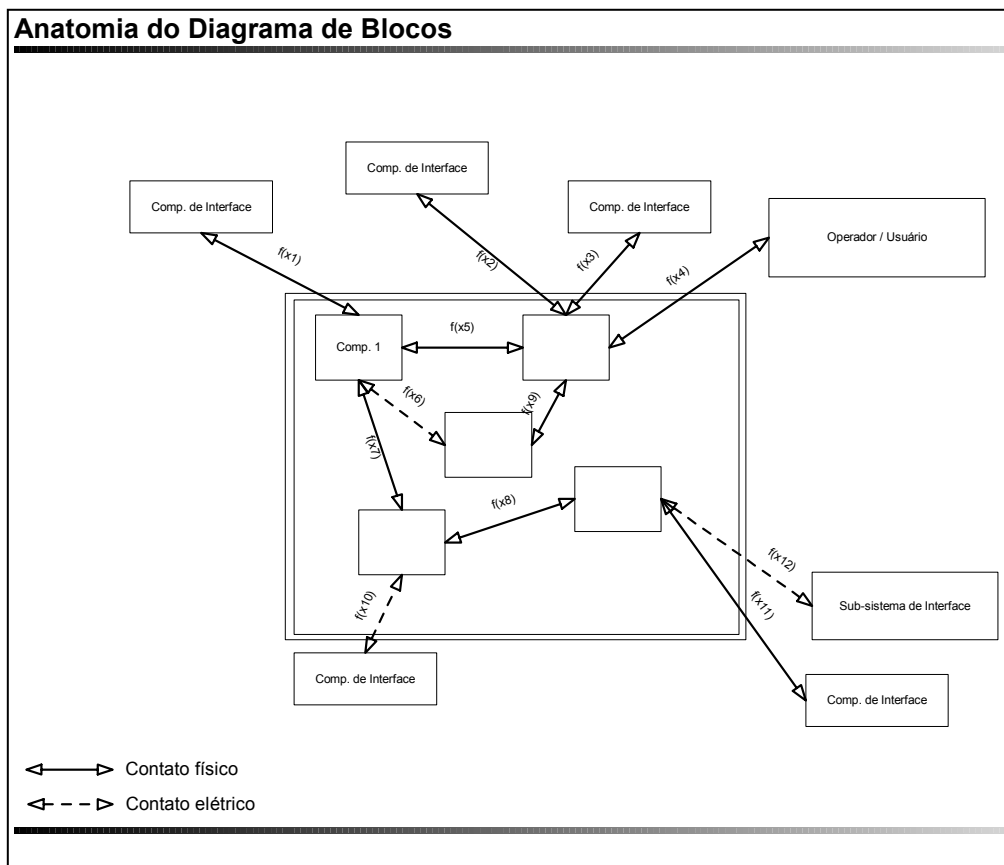 Anatomia do Diagrama de Blocos
Comp. de Interface
Comp. de Interface
Comp. de Interface
Operador / Usuário
f(x1)
f(x2)
f(x3)
f(x4)
Comp. 1
f(x5)
f(x6)
f(x9)
f(x7)
f(x8)
f(x10)
f(x12)
f(x11)
Sub-sistema de Interface
Comp. de Interface
Comp. de Interface
Contato físico
Contato elétrico